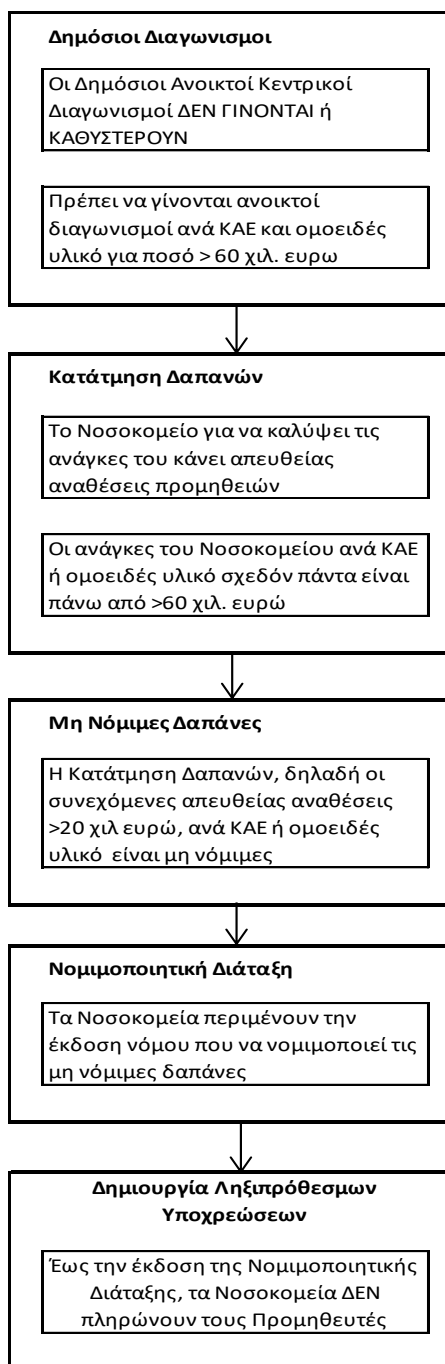 Δημόσιοι Διαγωνισμοι
Οι Δημόσιοι Ανοικτοί Κεντρικοί
Διαγωνισμοί ΔΕΝ ΓΙΝΟΝΤΑΙ ή
ΚΑΘΥΣΤΕΡΟΥΝ
Πρέπει να γίνονται ανοικτοί
διαγωνισμοί ανά ΚΑΕ και ομοειδές
υλικό για ποσό > 60 χιλ. ευρω
Κατάτμηση Δαπανών
Το Νοσοκομείο για να καλύψει τις
ανάγκες του κάνει απευθείας
αναθέσεις προμηθειών
Οι ανάγκες του Νοσοκομείου ανά ΚΑΕ
ή ομοειδές υλικό σχεδόν πάντα είναι
πάνω από >60 χιλ. ευρώ
Μη Νόμιμες Δαπάνες
Η Κατάτμηση Δαπανών, δηλαδή οι
συνεχόμενες απευθείας αναθέσεις
>20 χιλ ευρώ, ανά ΚΑΕ ή ομοειδές
υλικό είναι μη νόμιμες
Νομιμοποιητική Διάταξη
Τα Νοσοκομεία περιμένουν την
έκδοση νόμου που να νομιμοποιεί τις
μη νόμιμες δαπάνες
Δημιουργία Ληξιπρόθεσμων
Υποχρεώσεων
Έως την έκδοση της Νομιμοποιητικής
Διάταξης, τα Νοσοκομεία ΔΕΝ
πληρώνουν τους Προμηθευτές